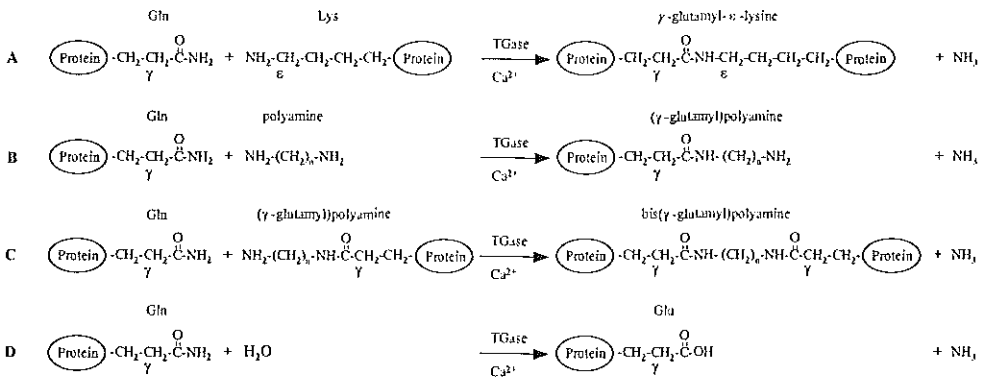 Gln Lys γ-glutamyl-ε-lysine
A Protein -CH₂-CH₂-C-NH₂ + NH₂-CH₂-CH₂-CH₂-CH₂- Protein TGase Protein -CH₂-CH₂-C-NH-CH₂-CH₂-CH₂-CH₂- Protein + NH₃
O γ ε Ca²⁺ O γ ε
Gln polyamine (γ-glutamyl)polyamine
B Protein -CH₂-CH₂-C-NH₂ + NH₂-(CH₂)ₙ-NH₂ TGase Protein -CH₂-CH₂-C-NH-(CH₂)ₙ-NH₂ + NH₃
O γ Ca²⁺ O γ
Gln (γ-glutamyl))polyamine bis(γ-glutamyl)polyamine
C Protein -CH₂-CH₂-C-NH₂ + NH₂-(CH₂)ₙ-NH-C-CH₂-CH₂- Protein TGase Protein -CH₂-CH₂-C-NH-(CH₂)ₙ-NH-C-CH₂-CH₂- Protein + NH₃
O γ O γ Ca²⁺ O γ O γ
Gln Glu
D Protein -CH₂-CH₂-C-NH₂ + H₂O TGase Protein -CH₂-CH₂-C-OH + NH₃
O γ Ca²⁺ O γ